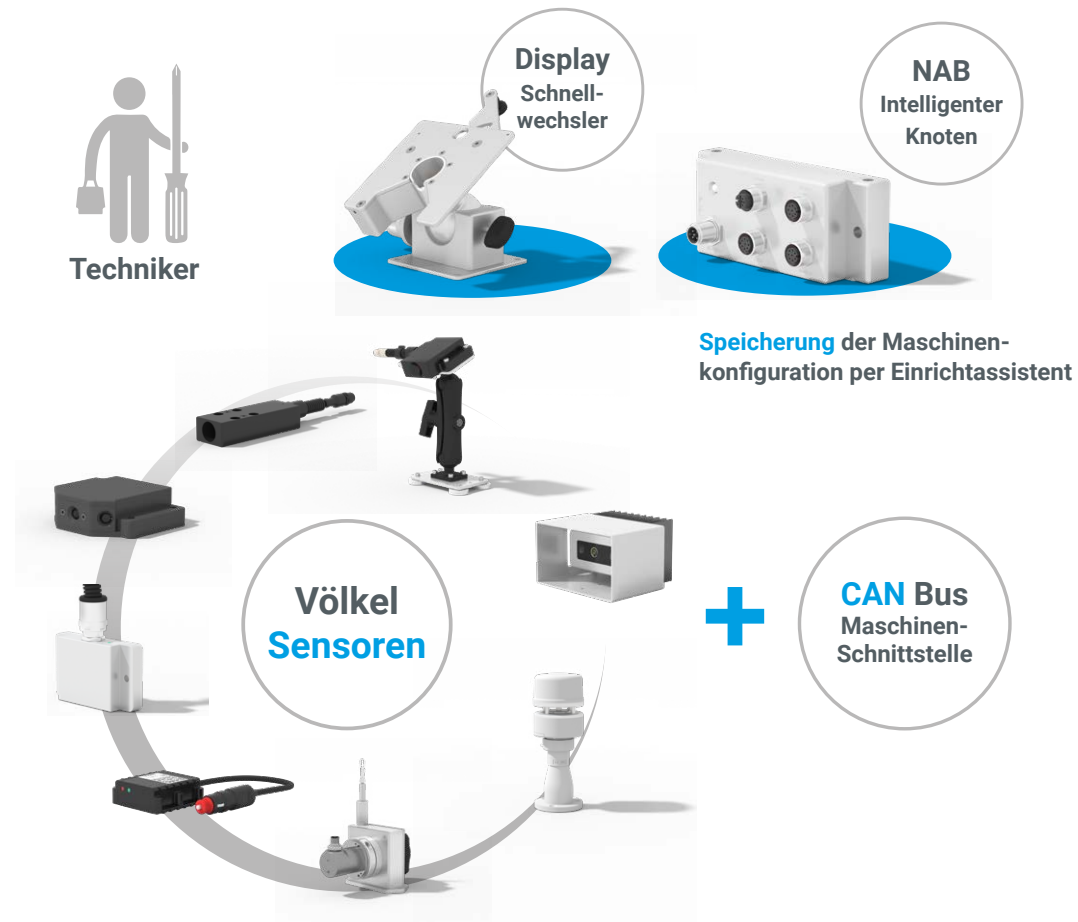 Display
Schnell-
wechsler
NAB
Intelligenter
Knoten
Techniker
Speicherung der Maschinen-
konfiguration per Einrichtassistent
Völkel
Sensoren
CAN Bus
Maschinen-
Schnittstelle